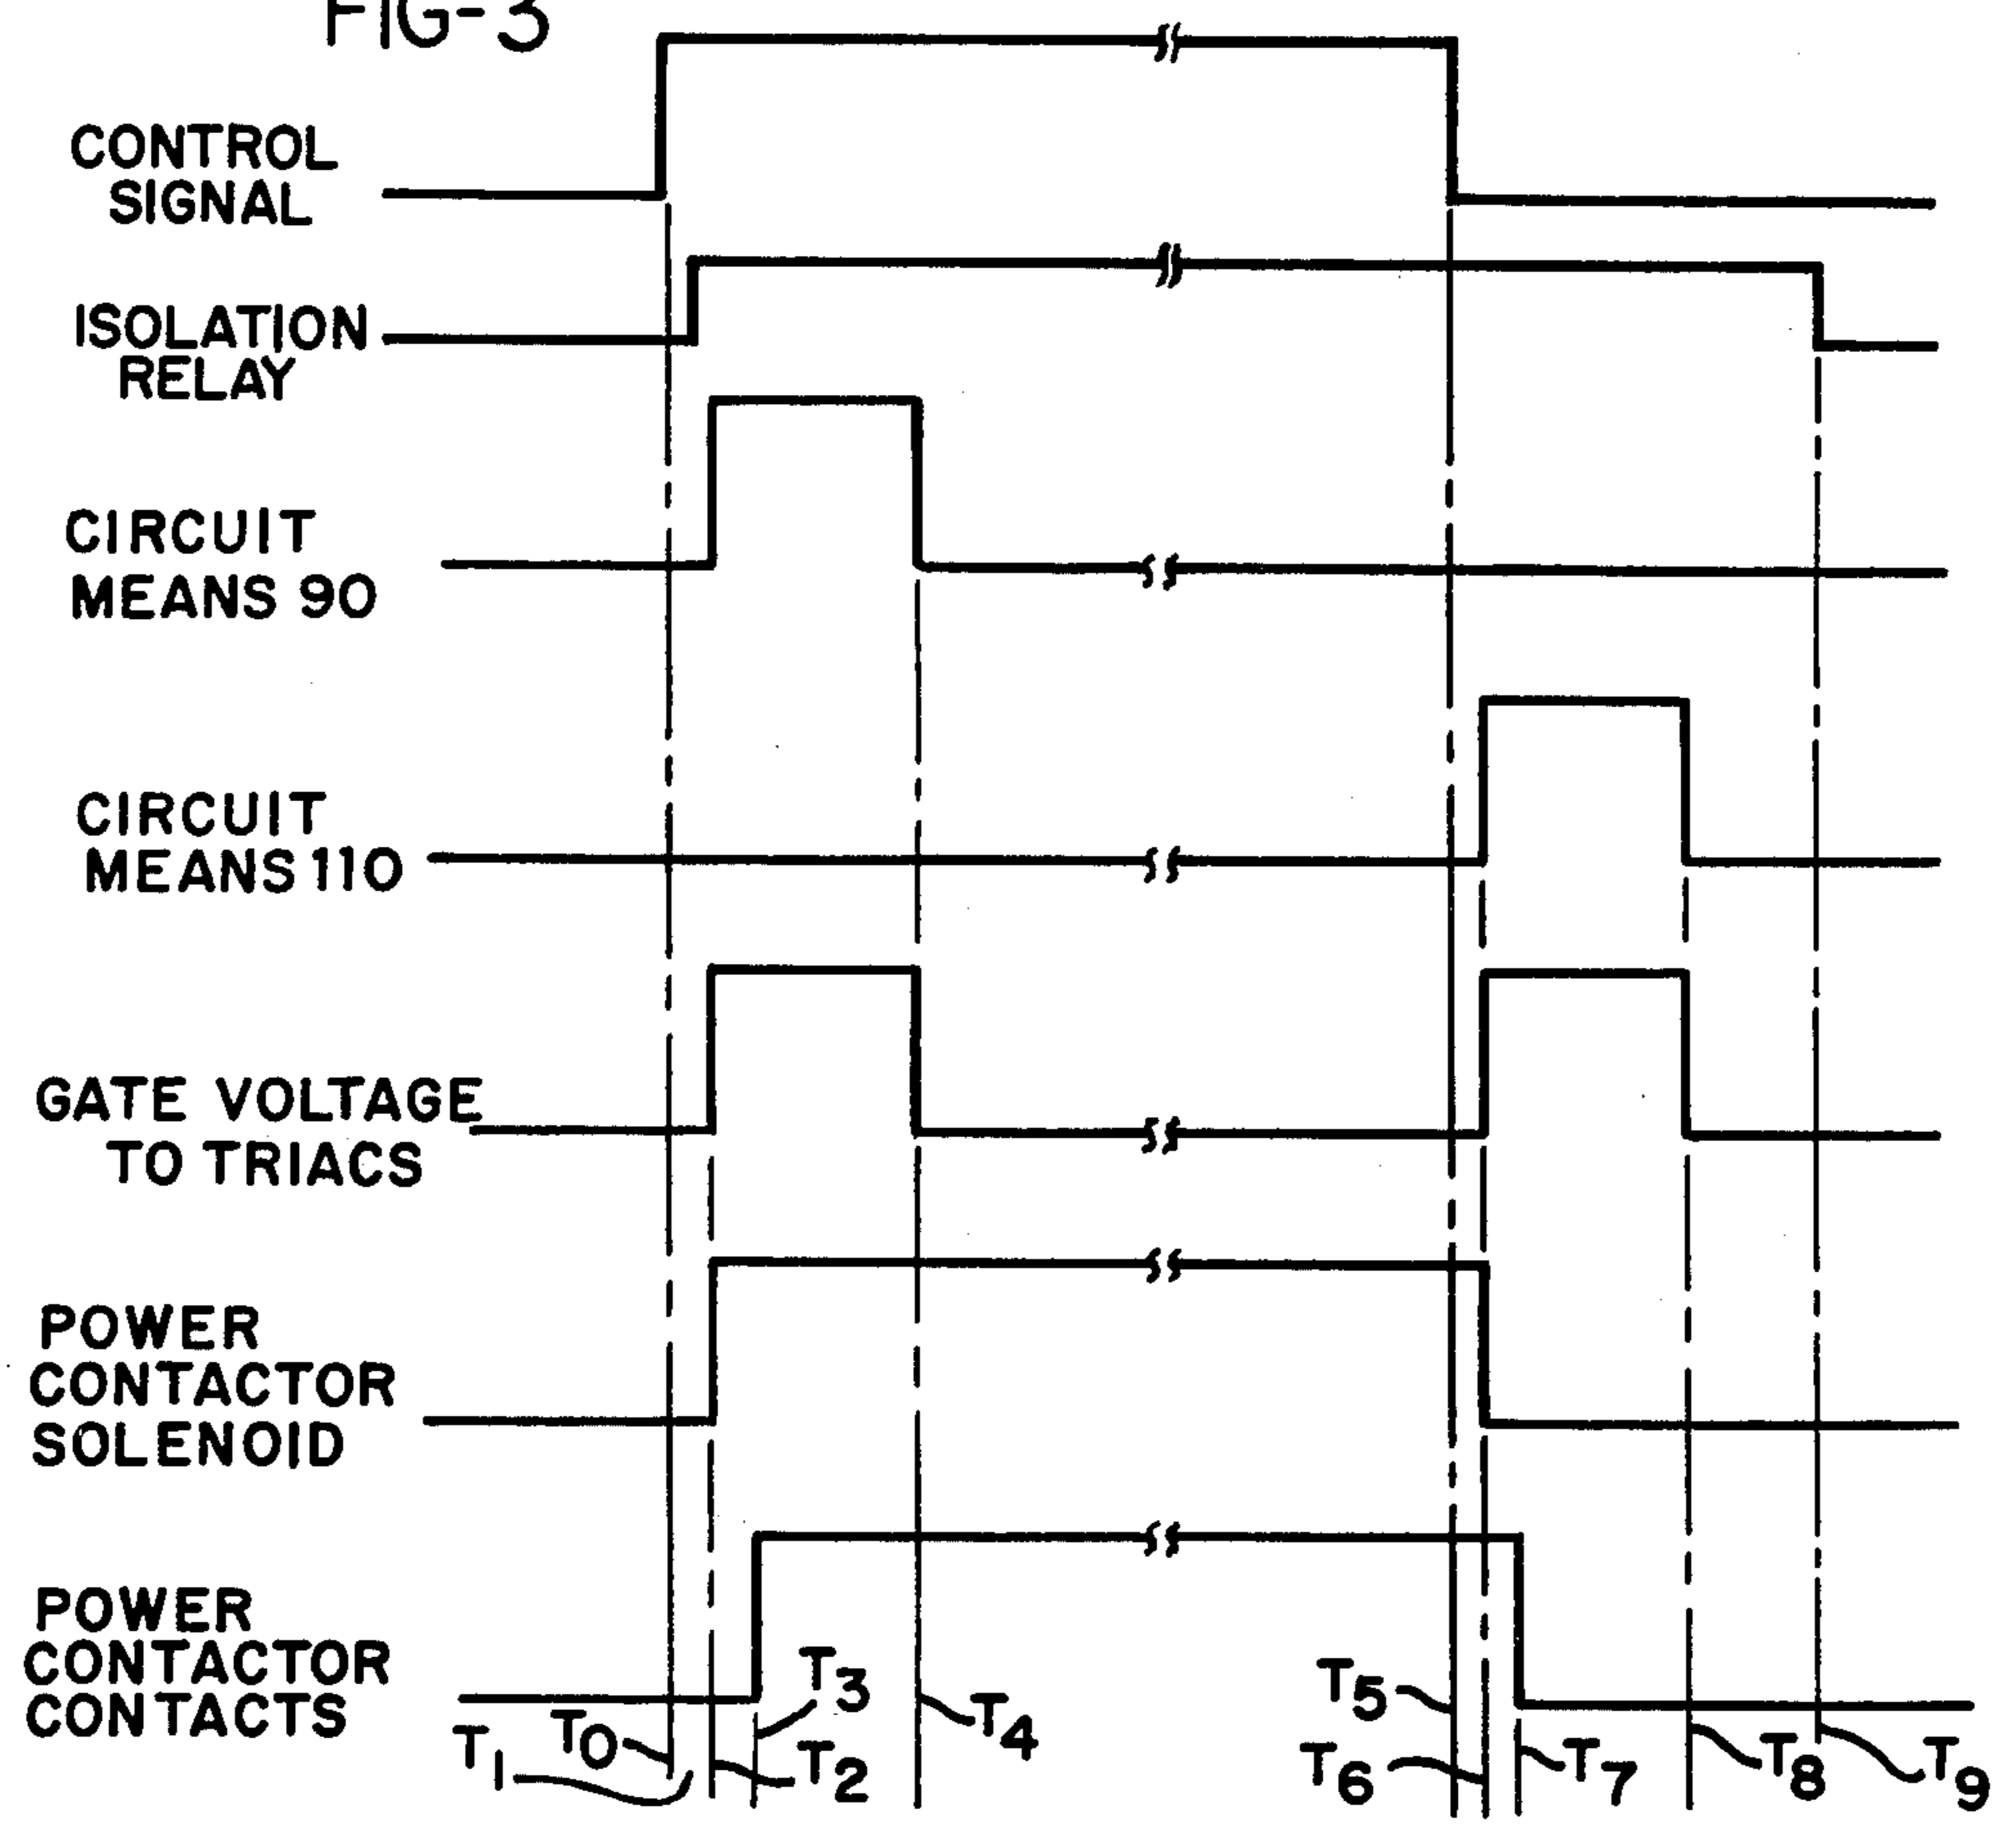 FIG-3
CONTROL
SIGNAL
ISOLATION
RELAY
CIRCUIT
MEANS 90
CIRCUIT
MEANS 110
GATE VOLTAGE
TO TRIACS
POWER
CONTACTOR
SOLENOID
POWER
CONTACTOR
CONTACTS
T1
T0
T3
T2
T4
T5
T6
T7
T8
T9